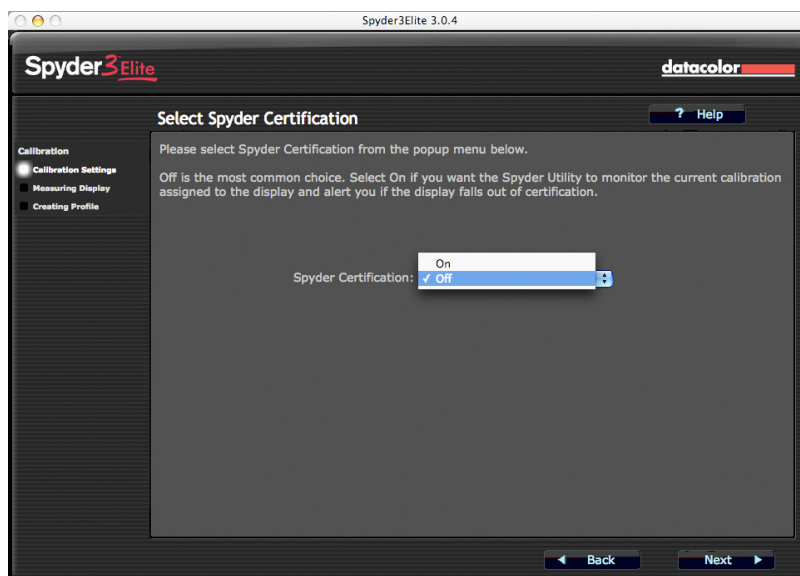 Spyder3Elite 3.0.4
Spyder3Elite
datacolor
Select Spyder Certification
? Help
Calibration
Calibration Settings
Measuring Display
Creating Profile
Please select Spyder Certification from the popup menu below.
Off is the most common choice. Select On if you want the Spyder Utility to monitor the current calibration
assigned to the display and alert you if the display falls out of certification.
On
Spyder Certification: ✓ Off
Back
Next